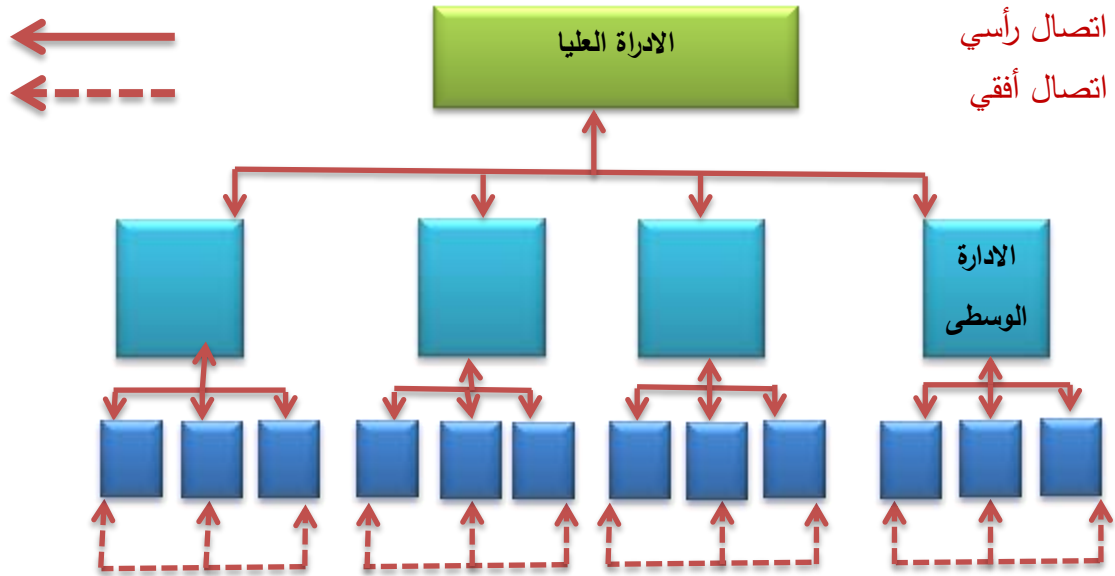 الادراة العليا
اتصال رأسي
اتصال أفقي
الادارة
الوسطى